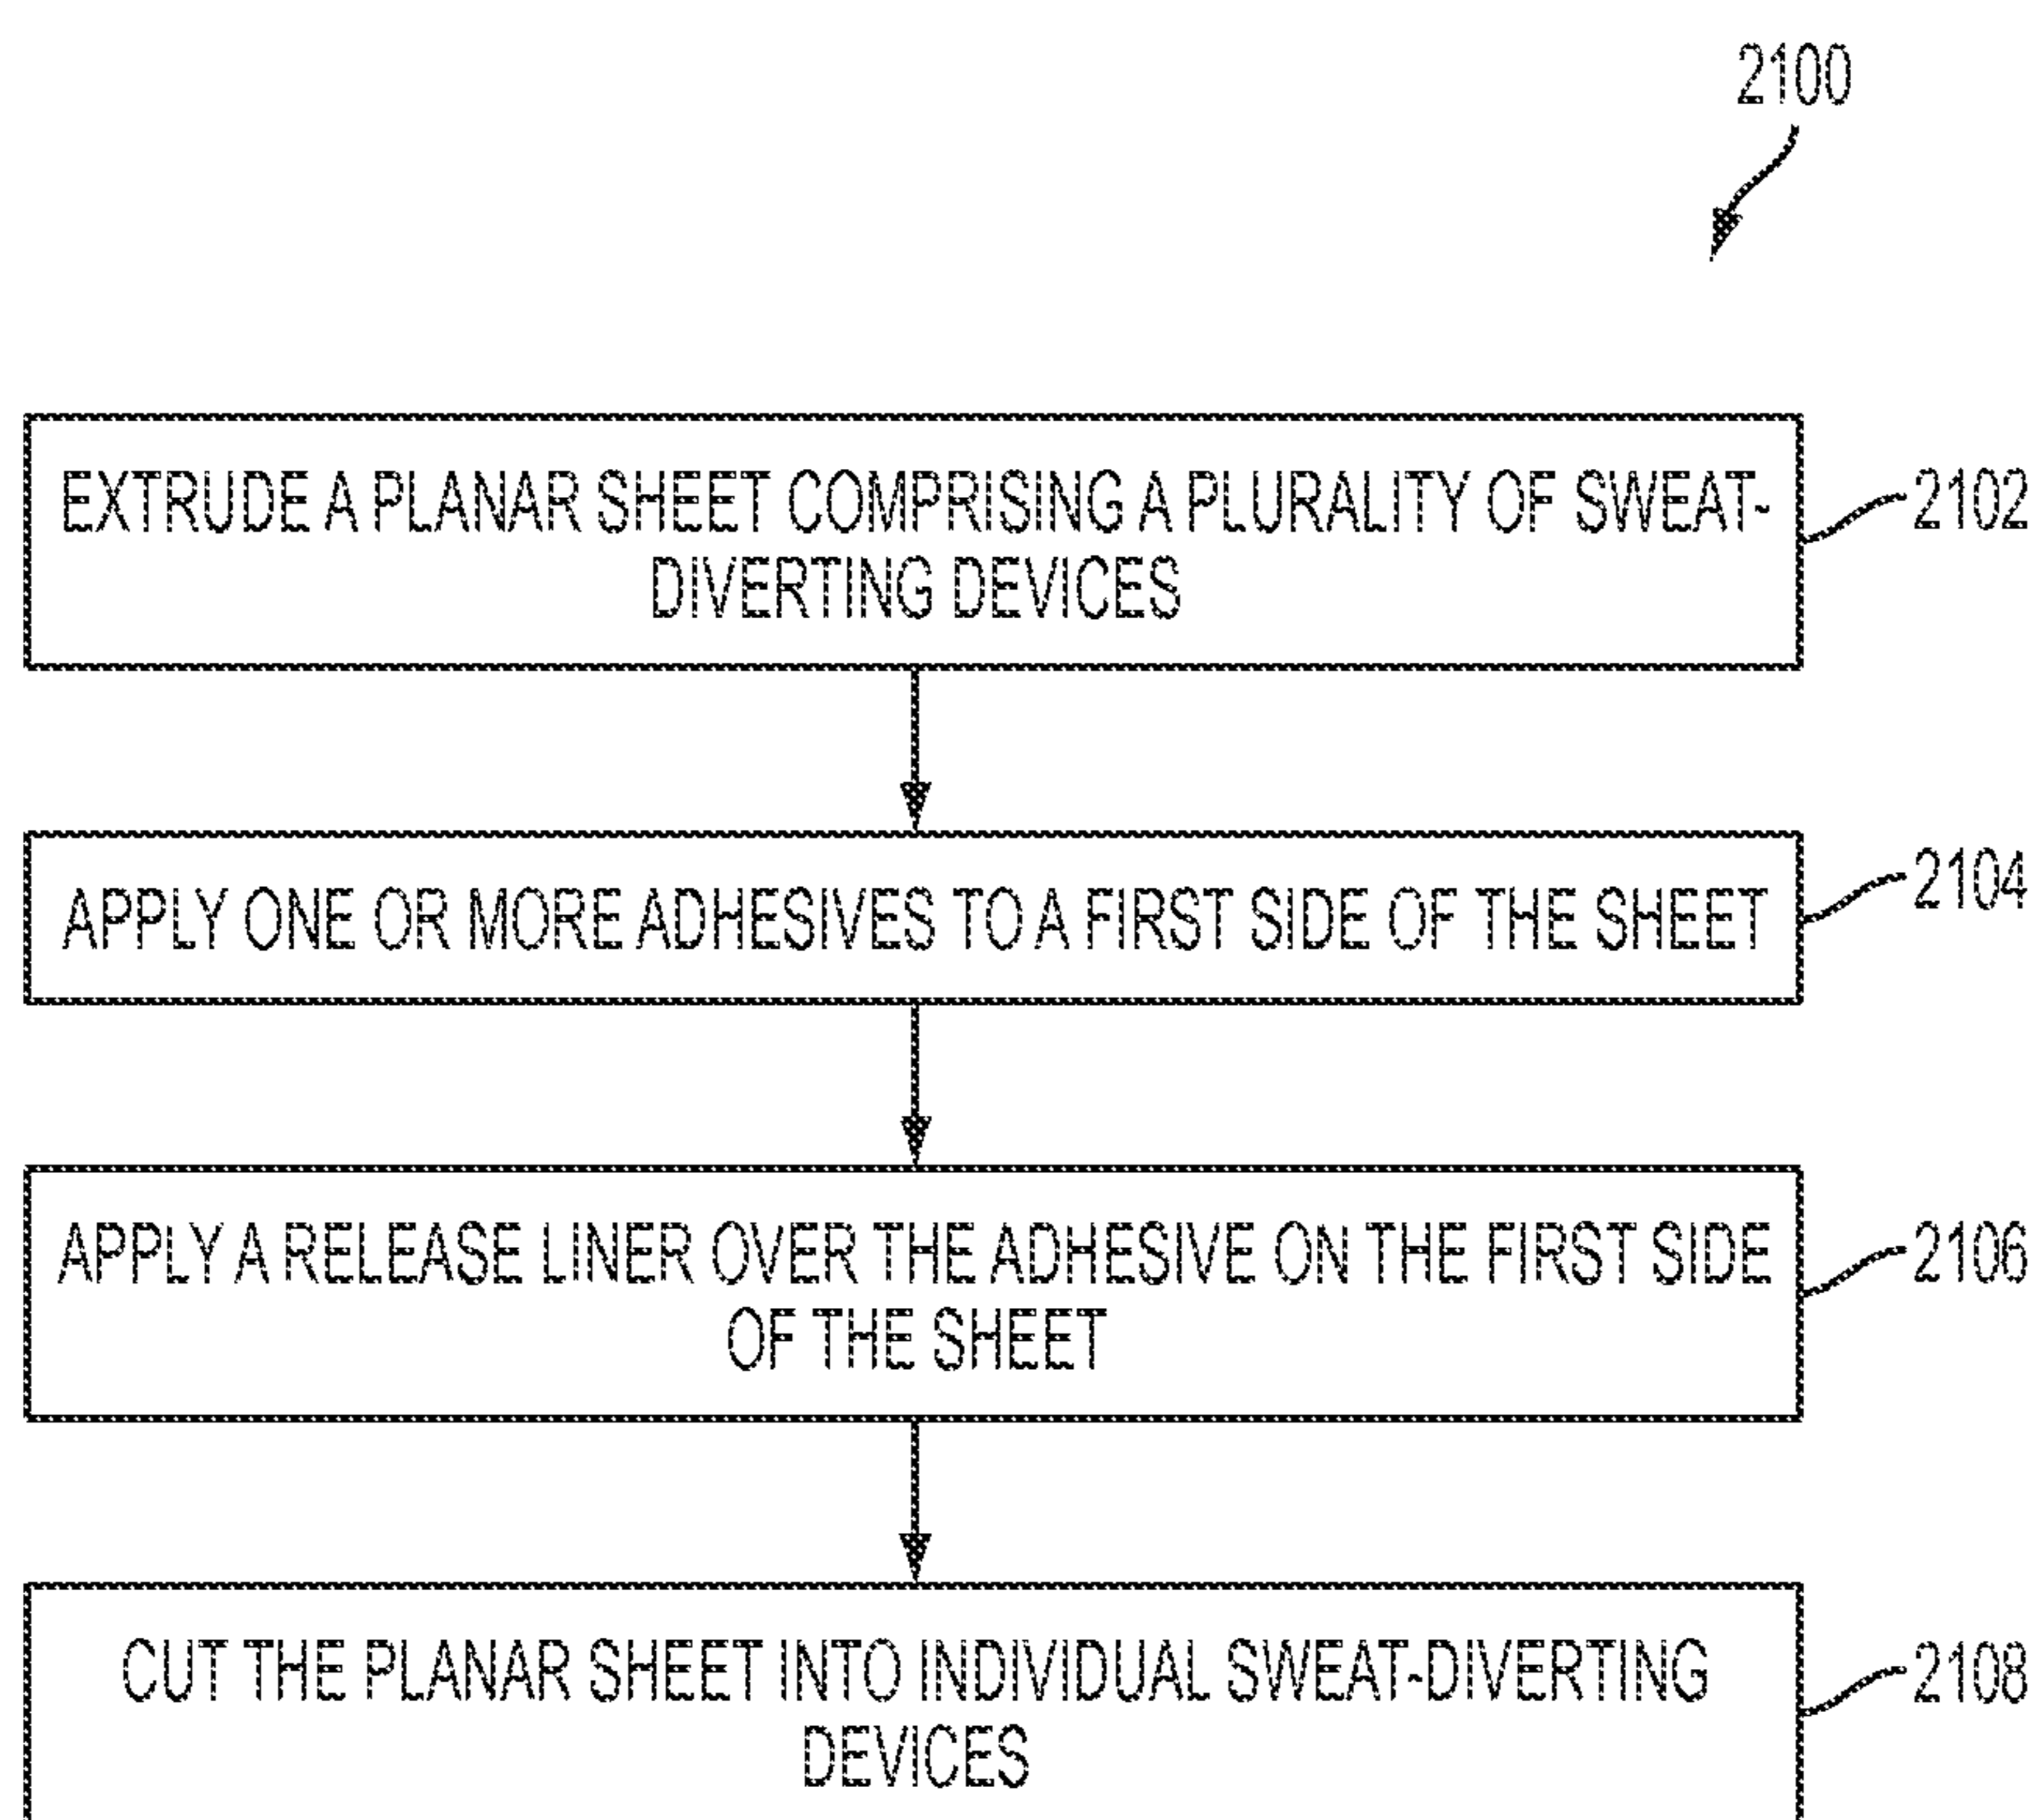 2100
EXTRUDE A PLANAR SHEET COMPRISING A PLURALITY OF SWEAT-
DIVERTING DEVICES
2102
APPLY ONE OR MORE ADHESIVES TO A FIRST SIDE OF THE SHEET
2104
APPLY A RELEASE LINER OVER THE ADHESIVE ON THE FIRST SIDE
OF THE SHEET
2106
CUT THE PLANAR SHEET INTO INDIVIDUAL SWEAT-DIVERTING
DEVICES
2108